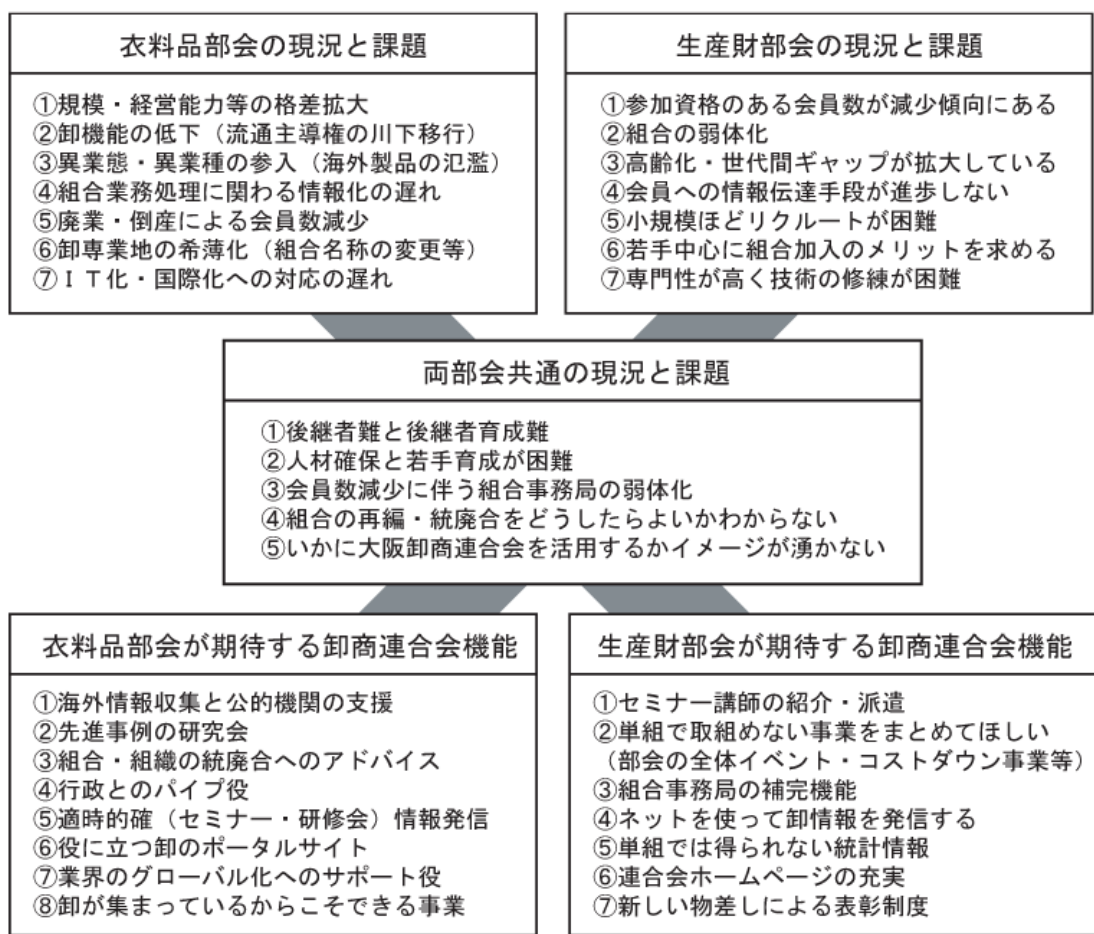 衣料品部会の現況と課題
①規模・経営能力等の格差拡大
②卸機能の低下（流通主導権の川下移行）
③異業態・異業種の参入（海外製品の氾濫）
④組合業務処理に関わる情報化の遅れ
⑤廃業・倒産による会員数減少
⑥卸専業地の希薄化（組合名称の変更等）
⑦ＩＴ化・国際化への対応の遅れ
生産財部会の現況と課題
①参加資格のある会員数が減少傾向にある
②組合の弱体化
③高齢化・世代間ギャップが拡大している
④会員への情報伝達手段が進歩しない
⑤小規模ほどリクルートが困難
⑥若手中心に組合加入のメリットを求める
⑦専門性が高く技術の修練が困難
両部会共通の現況と課題
①後継者難と後継者育成難
②人材確保と若手育成が困難
③会員数減少に伴う組合事務局の弱体化
④組合の再編・統廃合をどうしたらよいかわからない
⑤いかに大阪卸商連合会を活用するかイメージが湧かない
衣料品部会が期待する卸商連合会機能
①海外情報収集と公的機関の支援
②先進事例の研究会
③組合・組織の統廃合へのアドバイス
④行政とのパイプ役
⑤適時的確（セミナー・研修会）情報発信
⑥役に立つ卸のポータルサイト
⑦業界のグローバル化へのサポート役
⑧卸が集まっているからこそできる事業
生産財部会が期待する卸商連合会機能
①セミナー講師の紹介・派遣
②単組で取組めない事業をまとめてほしい
（部会の全体イベント・コストダウン事業等）
③組合事務局の補完機能
④ネットを使って卸情報を発信する
⑤単組では得られない統計情報
⑥連合会ホームページの充実
⑦新しい物差しによる表彰制度